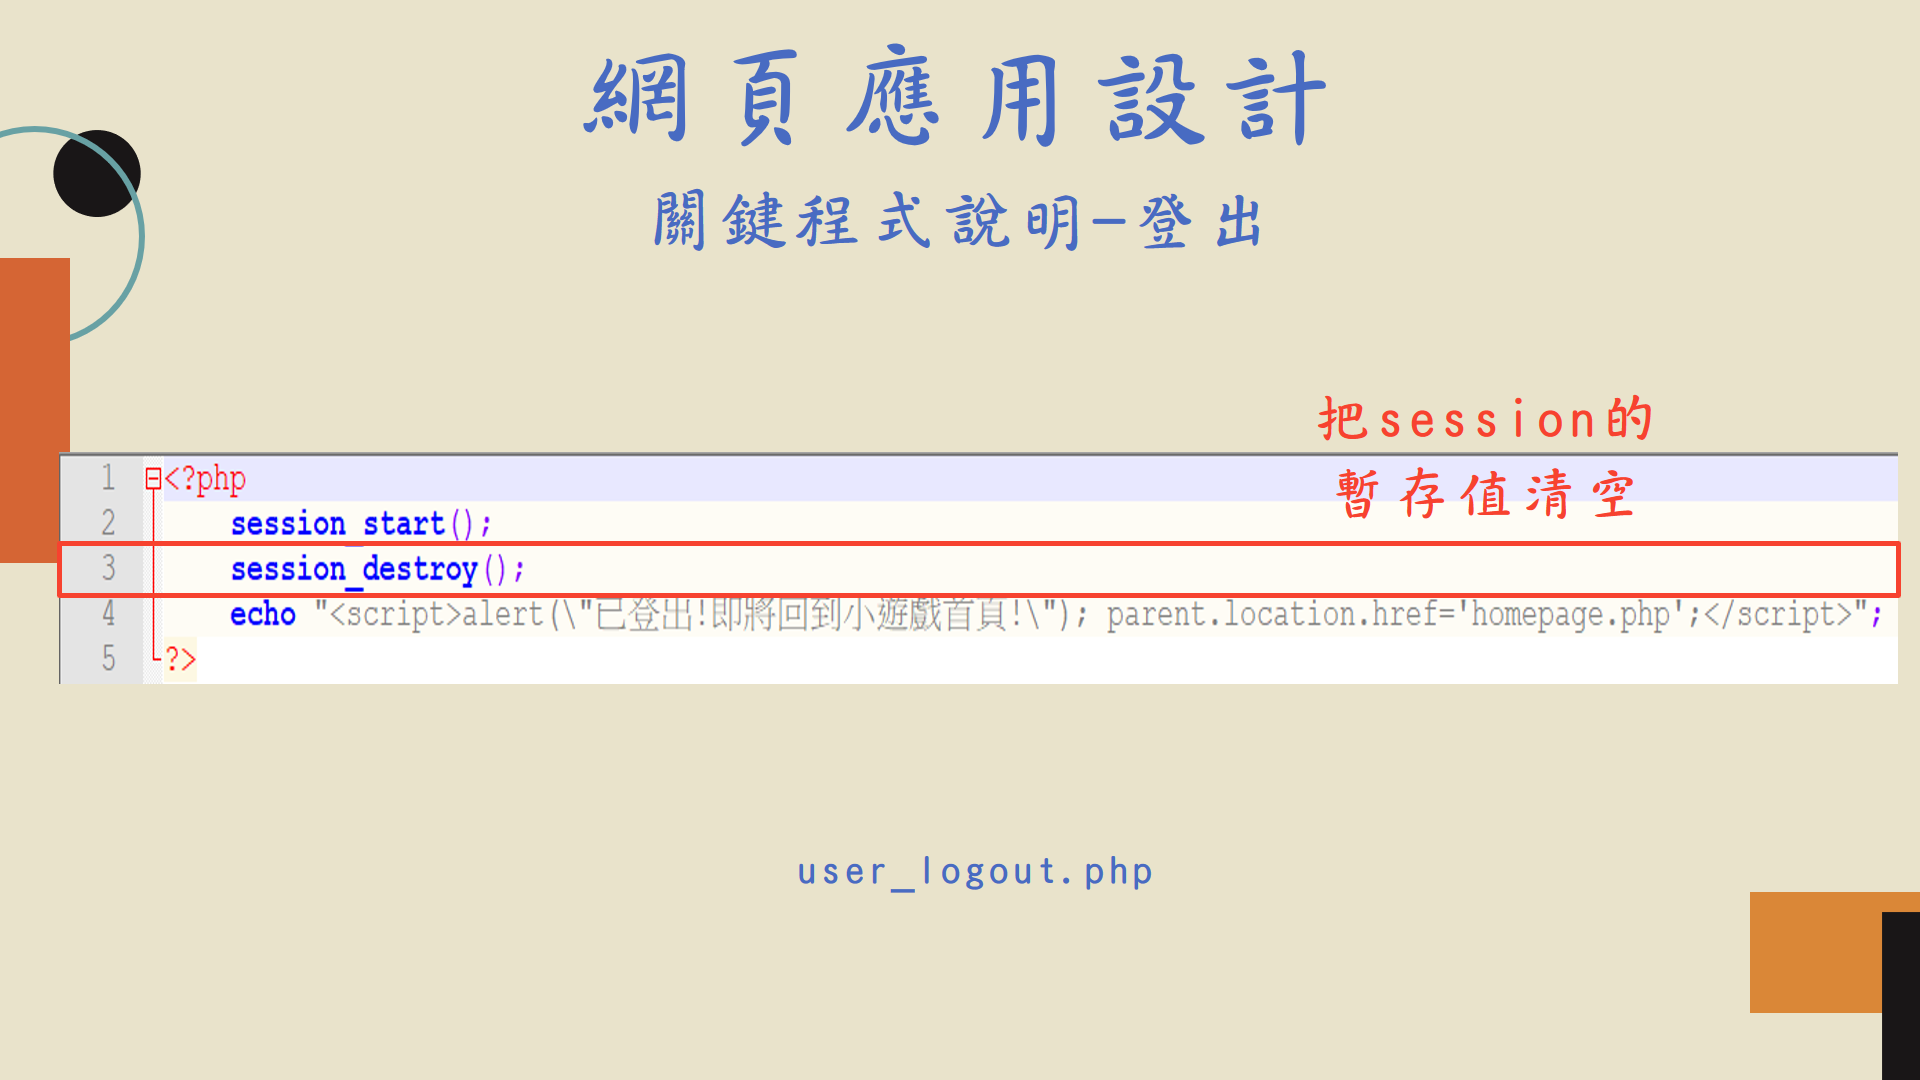 網頁應用設計
關鍵程式說明-登出
把session的
暫存值清空
1 <?php
2 session_start();
3 session_destroy();
4 echo "<script>alert(\"已登出!即將回到小遊戲首頁!\"); parent.location.href='homepage.php';</script>";
5 ?>
user_logout.php